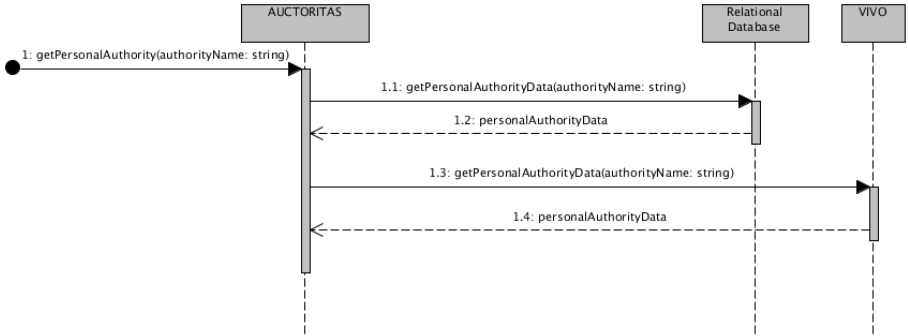 AUCTORITAS
Relational
Database
VIVO
1: getPersonalAuthority(authorityName: string)
1.1: getPersonalAuthorityData(authorityName: string)
1.2: personalAuthorityData
1.3: getPersonalAuthorityData(authorityName: string)
1.4: personalAuthorityData